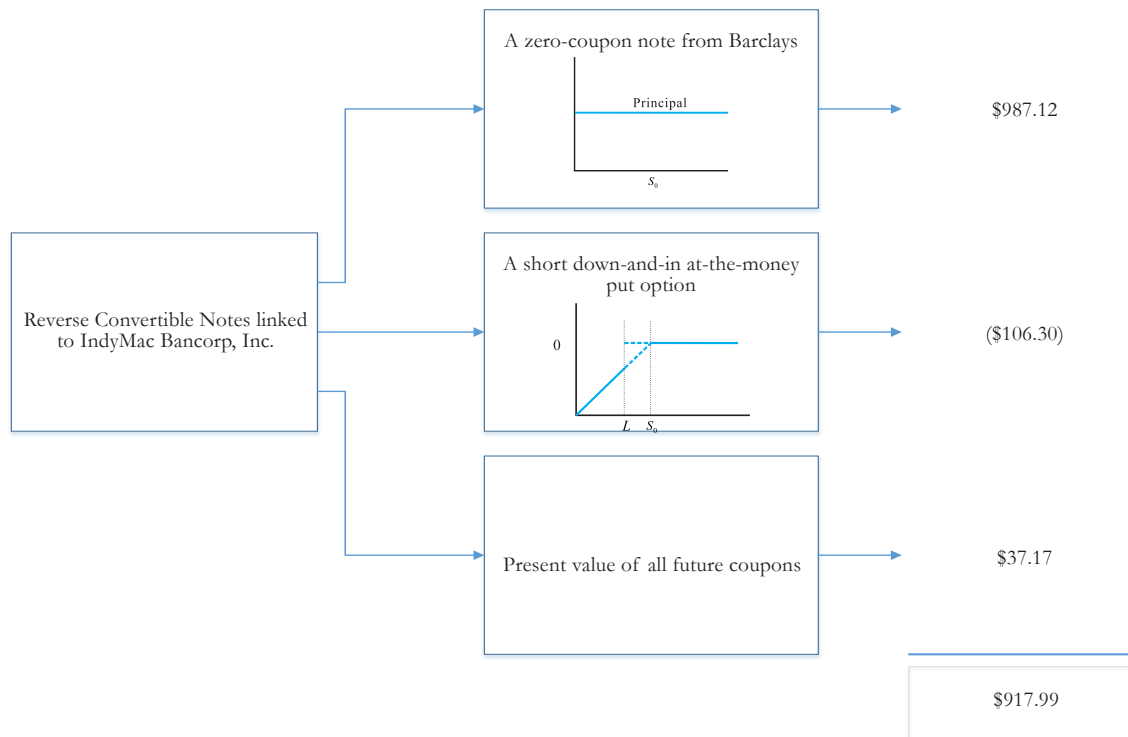 A zero-coupon note from Barclays
Principal
S₀
$987.12
Reverse Convertible Notes linked
to IndyMac Bancorp, Inc.
A short down-and-in at-the-money
put option
0
L S₀
($106.30)
Present value of all future coupons
$37.17
$917.99